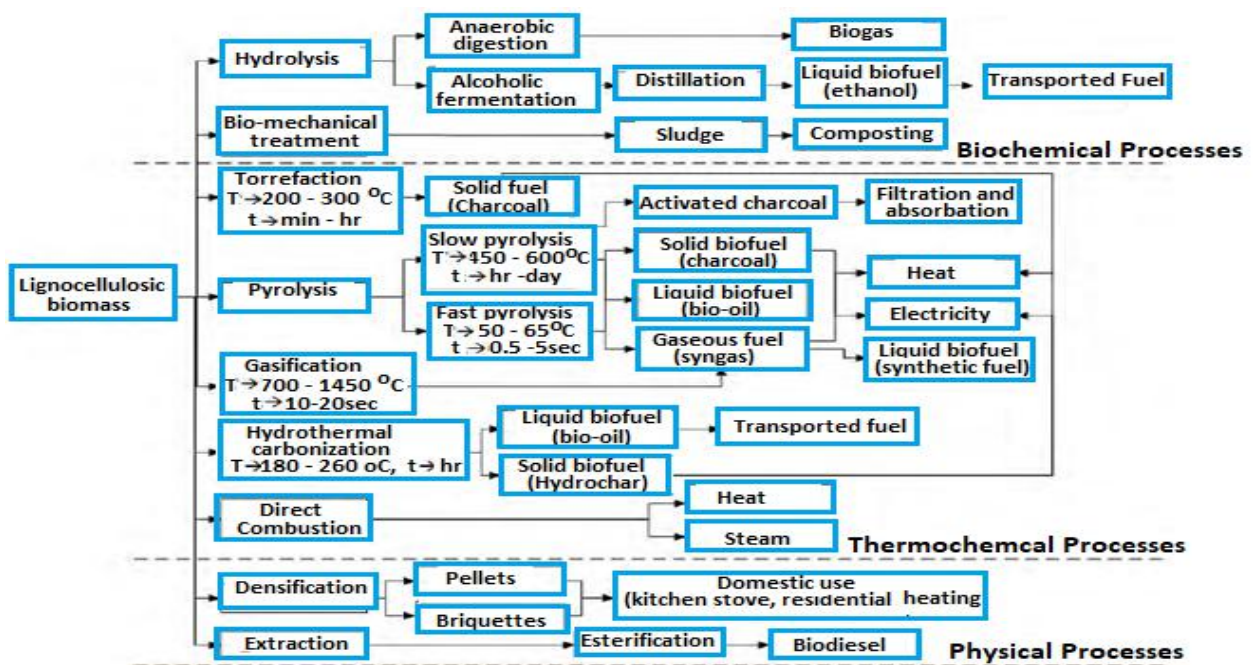 Lignocellulosic
biomass
Hydrolysis
Anaerobic
digestion
Biogas
Alcoholic
fermentation
Distillation
Liquid biofuel
(ethanol)
Transported Fuel
Bio-mechanical
treatment
Sludge
Composting
Biochemical Processes
Torrefaction
T:→200 - 300 ⁰C
t→min - hr
Solid fuel
(Charcoal)
Activated charcoal
Filtration and
absorbation
Pyrolysis
Slow pyrolysis
T'→450 - 600⁰C
t:→hr -day
Fast pyrolysis
T→50 - 65⁰C
t:→0.5 -5sec
Solid biofuel
(charcoal)
Liquid biofuel
(bio-oil)
Gaseous fuel
(syngas)
Heat
Electricity
Liquid biofuel
(synthetic fuel)
Gasification
T→700 - 1450 ⁰C
t:→10-20sec
Hydrothermal
carbonization
T→180 - 260 oC, t→hr
Liquid biofuel
(bio-oil)
Transported fuel
Solid biofuel
(Hydrochar)
Direct
Combustion
Heat
Steam
Thermochemcal Processes
Densification
Pellets
Briquettes
Domestic use
(kitchen stove, residential heating
Extraction
Esterification
Biodiesel
Physical Processes